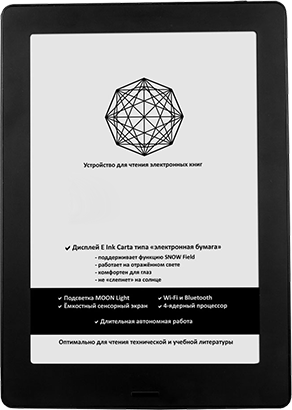 Устройство для чтения электронных книг
✓ Дисплей E Ink Carta типа «электронная бумага»
- поддерживает функцию SNOW Field
- работает на отражённом свете
- комфортен для глаз
- не «слепнет» на солнце
✓ Подсветка MOON Light ✓ Wi-Fi и Bluetooth
✓ Ёмкостный сенсорный экран ✓ 4-ядерный процессор
✓ Длительная автономная работа
Оптимально для чтения технической и учебной литературы